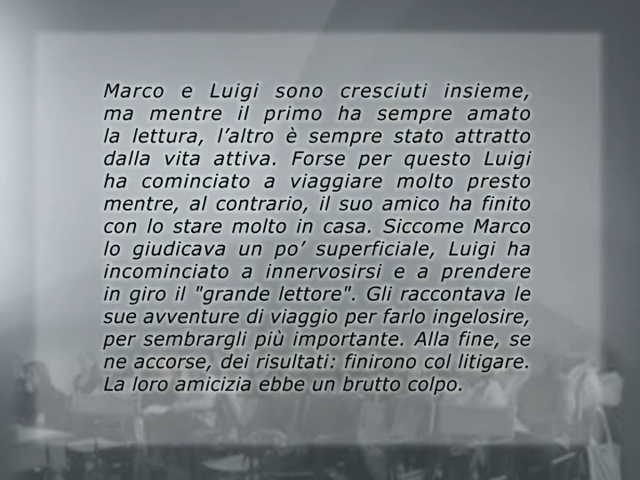 Marco e Luigi sono cresciuti insieme,
ma mentre il primo ha sempre amato
la lettura, l’altro è sempre stato attratto
dalla vita attiva. Forse per questo Luigi
ha cominciato a viaggiare molto presto
mentre, al contrario, il suo amico ha finito
con lo stare molto in casa. Siccome Marco
lo giudicava un po’ superficiale, Luigi ha
incominciato a innervosirsi e a prendere
in giro il "grande lettore". Gli raccontava le
sue avventure di viaggio per farlo ingelosire,
per sembrargli più importante. Alla fine, se
ne accorse, dei risultati: finirono col litigare.
La loro amicizia ebbe un brutto colpo.